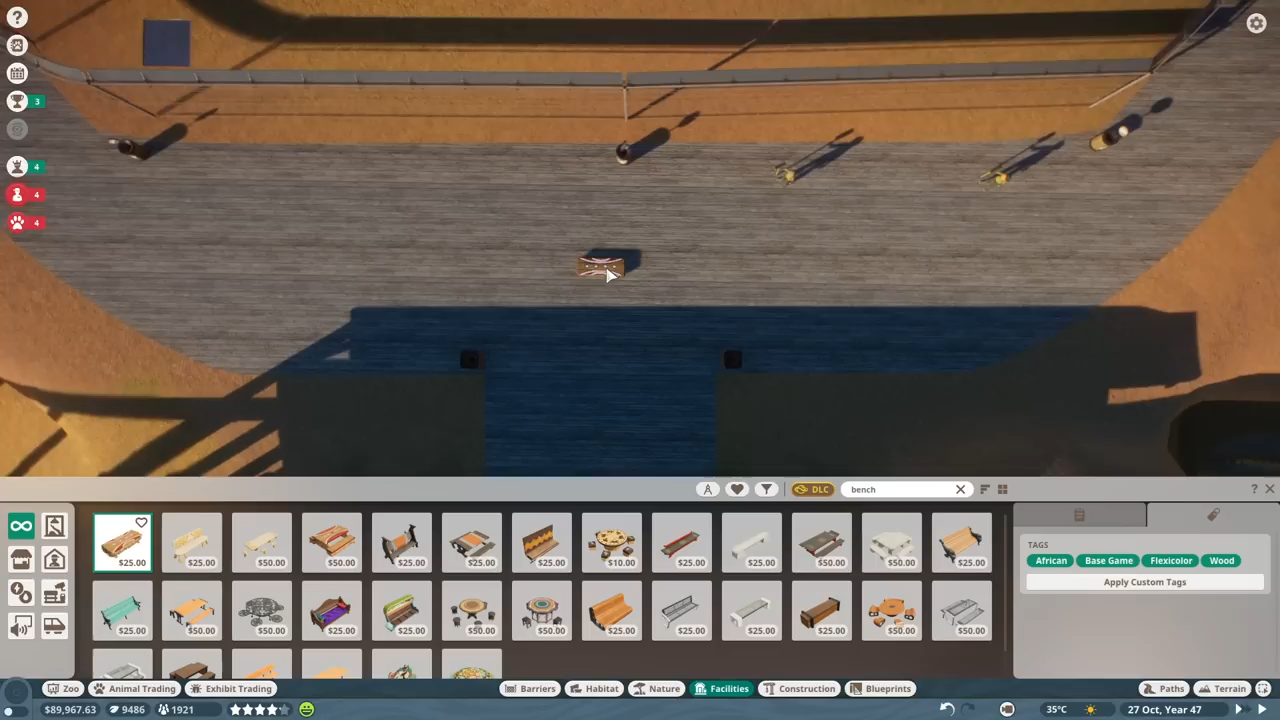 ?
3
4
4
4
DLC
bench
?
$25.00
$25.00
$50.00
$50.00
$25.00
$25.00
$25.00
$10.00
$25.00
$25.00
$50.00
$50.00
$25.00
$25.00
$50.00
$50.00
$25.00
$25.00
$50.00
$50.00
$25.00
$25.00
$25.00
$25.00
$50.00
$50.00
TAGS
African
Base Game
Flexicolor
Wood
Apply Custom Tags
Zoo
Animal Trading
Exhibit Trading
Barriers
Habitat
Nature
Facilities
Construction
Blueprints
Paths
Terrain
$89,967.63
9486
1921
35°C
27 Oct, Year 47